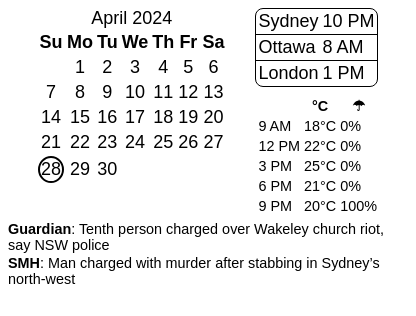 April 2024
Su Mo Tu We Th Fr Sa
1 2 3 4 5 6
7 8 9 10 11 12 13
14 15 16 17 18 19 20
21 22 23 24 25 26 27
28 29 30
Sydney 10 PM
Ottawa 8 AM
London 1 PM
°C ☂
9 AM 18°C 0%
12 PM 22°C 0%
3 PM 25°C 0%
6 PM 21°C 0%
9 PM 20°C 100%
Guardian: Tenth person charged over Wakeley church riot,
say NSW police
SMH: Man charged with murder after stabbing in Sydney’s
north-west